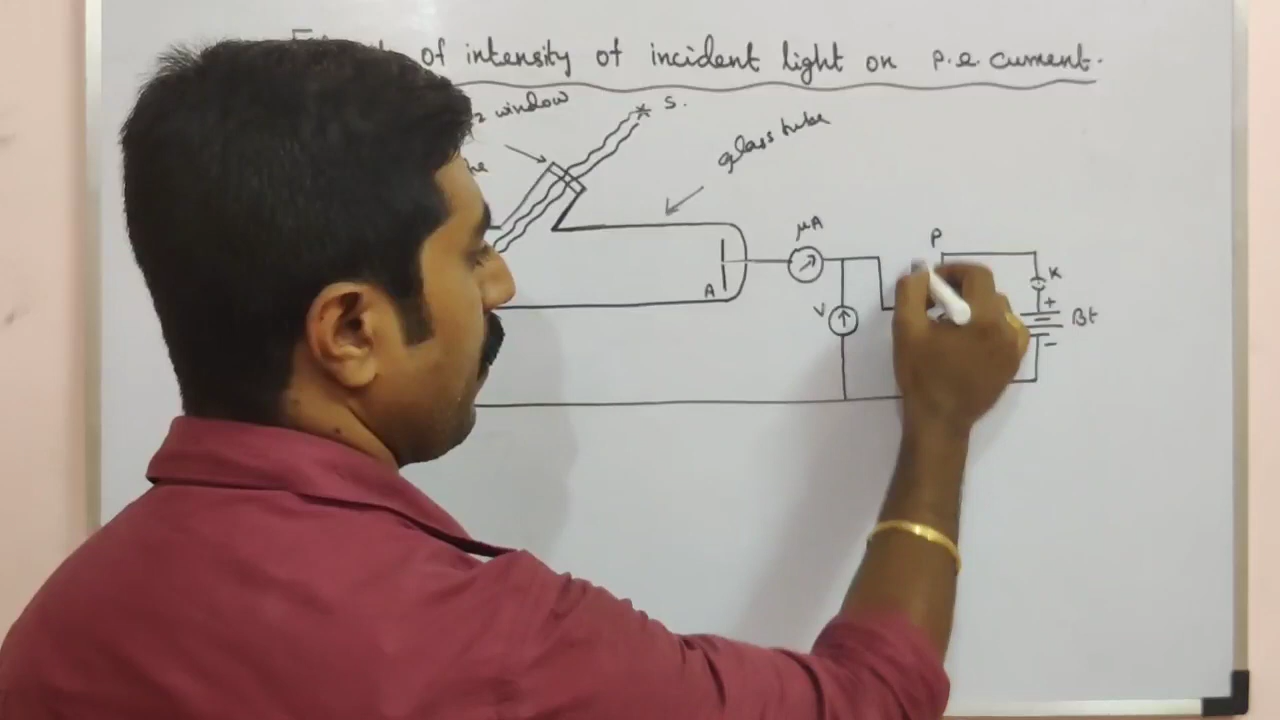 of intensity of incident light on p.e. current.
window
S.
glass tube
A
μA
V
P
K
+
Bt
-